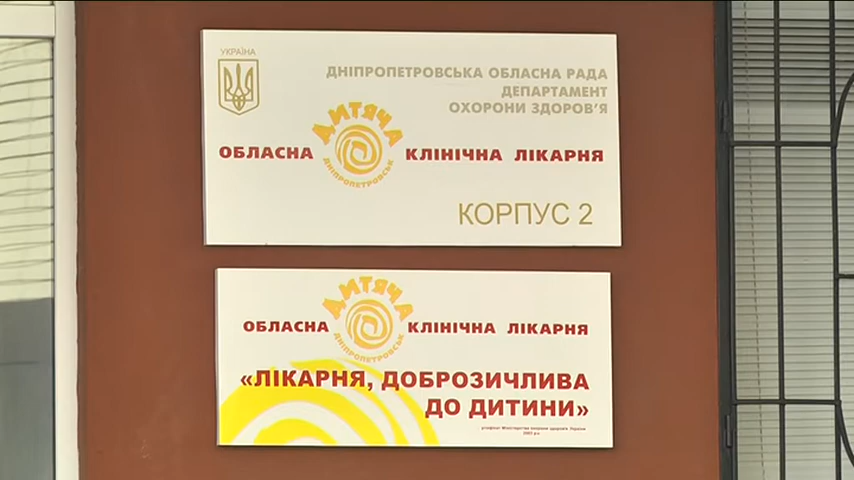 УКРАЇНА
ДНІПРОПЕТРОВСЬКА ОБЛАСНА РАДА
ДЕПАРТАМЕНТ
ОХОРОНИ ЗДОРОВ'Я
ОБЛАСНА ДИТЯЧА КЛІНІЧНА ЛІКАРНЯ
ДНІПРОПЕТРОВСЬК
КОРПУС 2
ОБЛАСНА ДИТЯЧА КЛІНІЧНА ЛІКАРНЯ
ДНІПРОПЕТРОВСЬК
«ЛІКАРНЯ, ДОБРОЗИЧЛИВА
ДО ДИТИНИ»